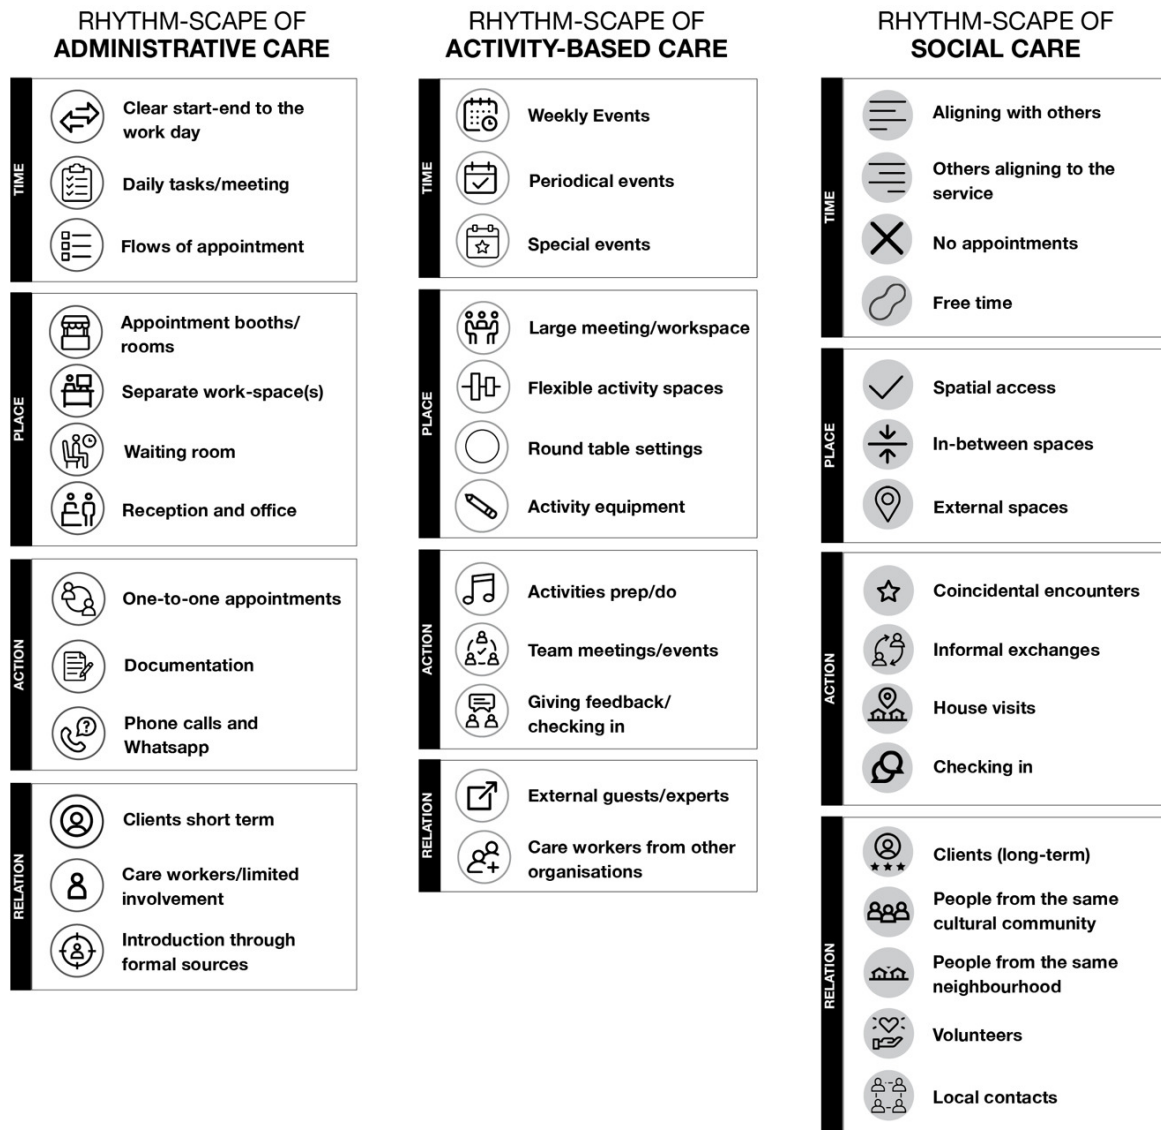 RHYTHM-SCAPE OF
ADMINISTRATIVE CARE
TIME
Clear start-end to the
work day
Daily tasks/meeting
Flows of appointment
PLACE
Appointment booths/
rooms
Separate work-space(s)
Waiting room
Reception and office
ACTION
One-to-one appointments
Documentation
Phone calls and
Whatsapp
RELATION
Clients short term
Care workers/limited
involvement
Introduction through
formal sources
RHYTHM-SCAPE OF
ACTIVITY-BASED CARE
TIME
Weekly Events
Periodical events
Special events
PLACE
Large meeting/workspace
Flexible activity spaces
Round table settings
Activity equipment
ACTION
Activities prep/do
Team meetings/events
Giving feedback/
checking in
RELATION
External guests/experts
Care workers from other
organisations
RHYTHM-SCAPE OF
SOCIAL CARE
TIME
Aligning with others
Others aligning to the
service
No appointments
Free time
PLACE
Spatial access
In-between spaces
External spaces
ACTION
Coincidental encounters
Informal exchanges
House visits
Checking in
RELATION
Clients (long-term)
People from the same
cultural community
People from the same
neighbourhood
Volunteers
Local contacts